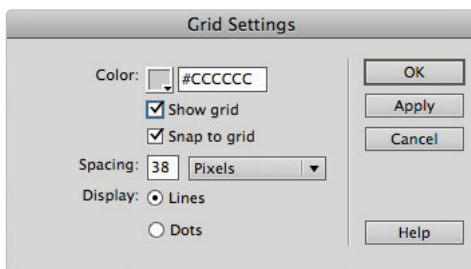 Grid Settings
Color: #CCCCCC
OK
Show grid
Apply
Snap to grid
Cancel
Spacing: 38 Pixels
Display: Lines
Dots
Help